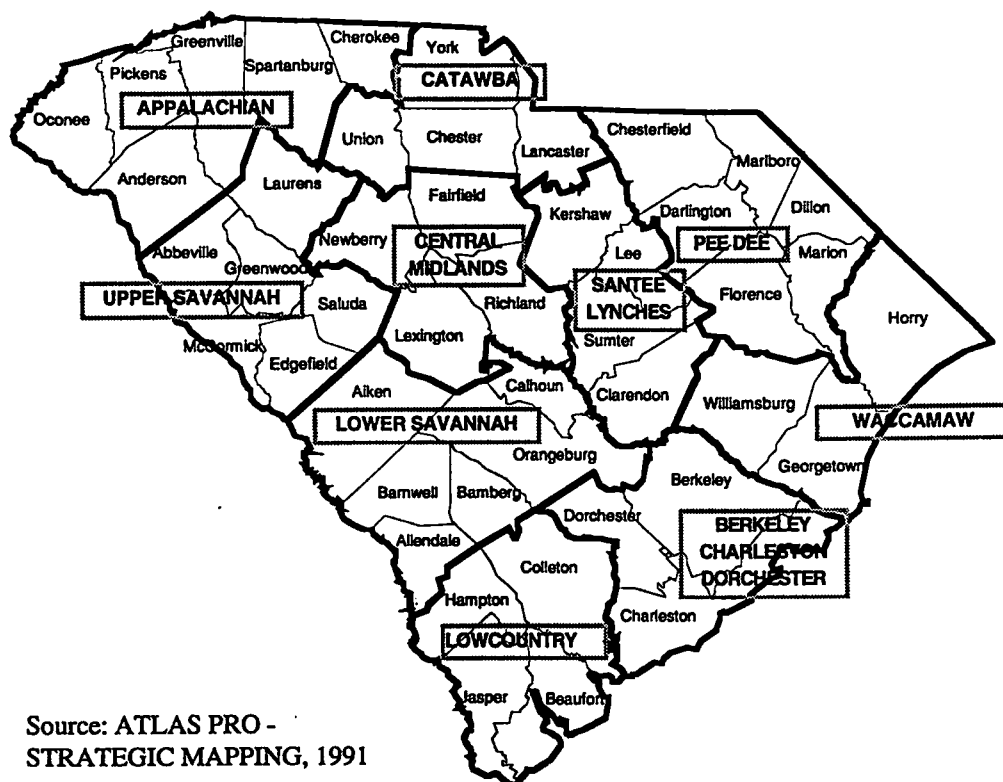 Greenville
Cherokee
York
Pickens
Spartanburg
CATAWBA
APPALACHIAN
Oconee
Union
Chester
Chesterfield
Lancaster
Marlboro
Anderson
Laurens
Fairfield
Kershaw
Darlington
Dillon
Abbeville
Newberry
CENTRAL
MIDLANDS
Lee
PEE DEE
Marion
Greenwood
UPPER SAVANNAH
Saluda
Richland
SANTEE
LYNCHES
Florence
Horry
McCormick
Edgefield
Lexington
Sumter
Aiken
Calhoun
Clarendon
Williamsburg
LOWER SAVANNAH
WACCAMAW
Orangeburg
Georgetown
Barnwell
Bamberg
Berkeley
Dorchester
BERKELEY
CHARLESTON
DORCHESTER
Allendale
Colleton
Hampton
Charleston
LOWCOUNTRY
Jasper
Beaufort
Source: ATLAS PRO -
STRATEGIC MAPPING, 1991